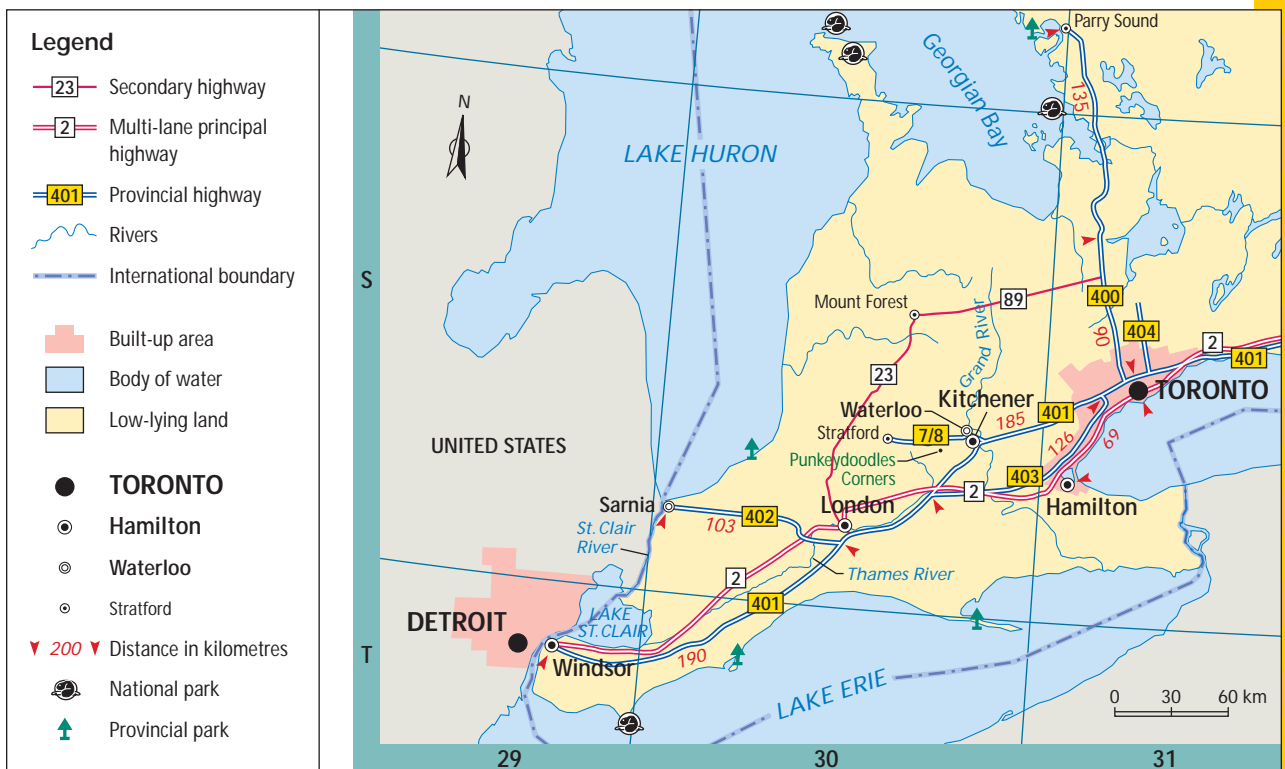 Legend
23 Secondary highway
2 Multi-lane principal
highway
401 Provincial highway
Rivers
International boundary
Built-up area
Body of water
Low-lying land
TORONTO
Hamilton
Waterloo
Stratford
200 Distance in kilometres
National park
Provincial park
N
Parry Sound
Georgian Bay
135
LAKE HURON
S
Mount Forest
89
400
Grand River
90
404
2
401
23
TORONTO
Kitchener
Waterloo
185
401
Stratford
7/8
126
69
UNITED STATES
Punkeydoodles
Corners
403
2
Sarnia
103
402
London
Hamilton
St. Clair
River
Thames River
2
401
LAKE
ST. CLAIR
DETROIT
T
190
Windsor
LAKE ERIE
0 30 60 km
29
30
31